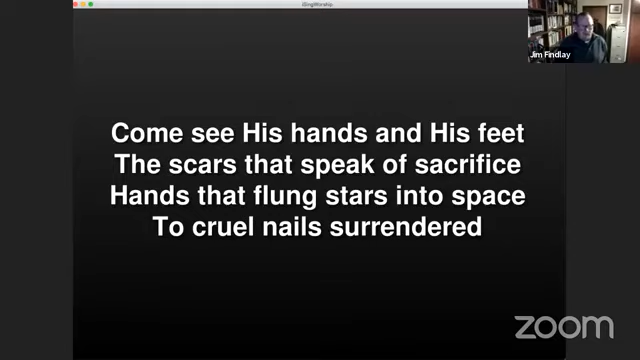 iSingWorship
Jim Findlay
Come see His hands and His feet
The scars that speak of sacrifice
Hands that flung stars into space
To cruel nails surrendered
zoom